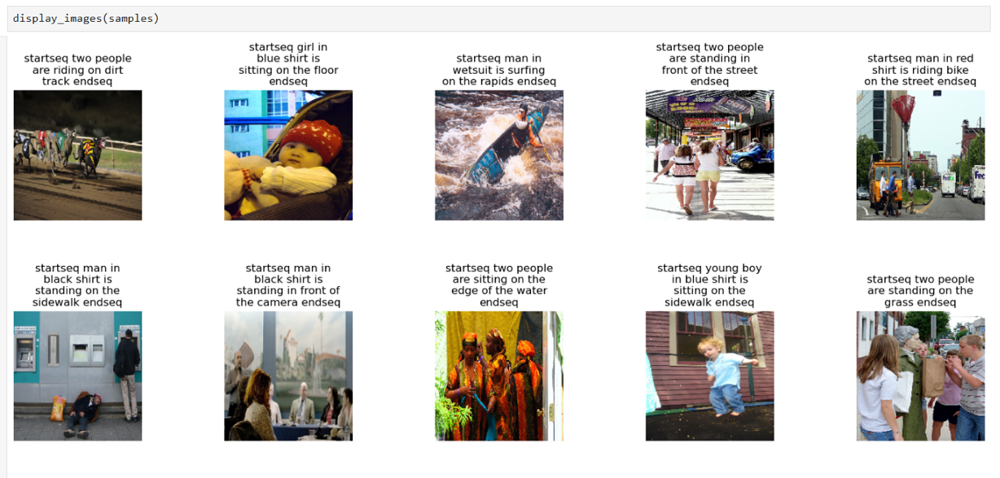 display_images(samples)
startseq two people
are riding on dirt
track endseq
startseq girl in
blue shirt is
sitting on the floor
endseq
startseq man in
wetsuit is surfing
on the rapids endseq
startseq two people
are standing in
front of the street
endseq
startseq man in red
shirt is riding bike
on the street endseq
FedEx
Fec
startseq man in
black shirt is
standing on the
sidewalk endseq
startseq man in
black shirt is
standing in front of
the camera endseq
startseq two people
are sitting on the
edge of the water
endseq
startseq young boy
in blue shirt is
sitting on the
sidewalk endseq
startseq two people
are standing on the
grass endseq